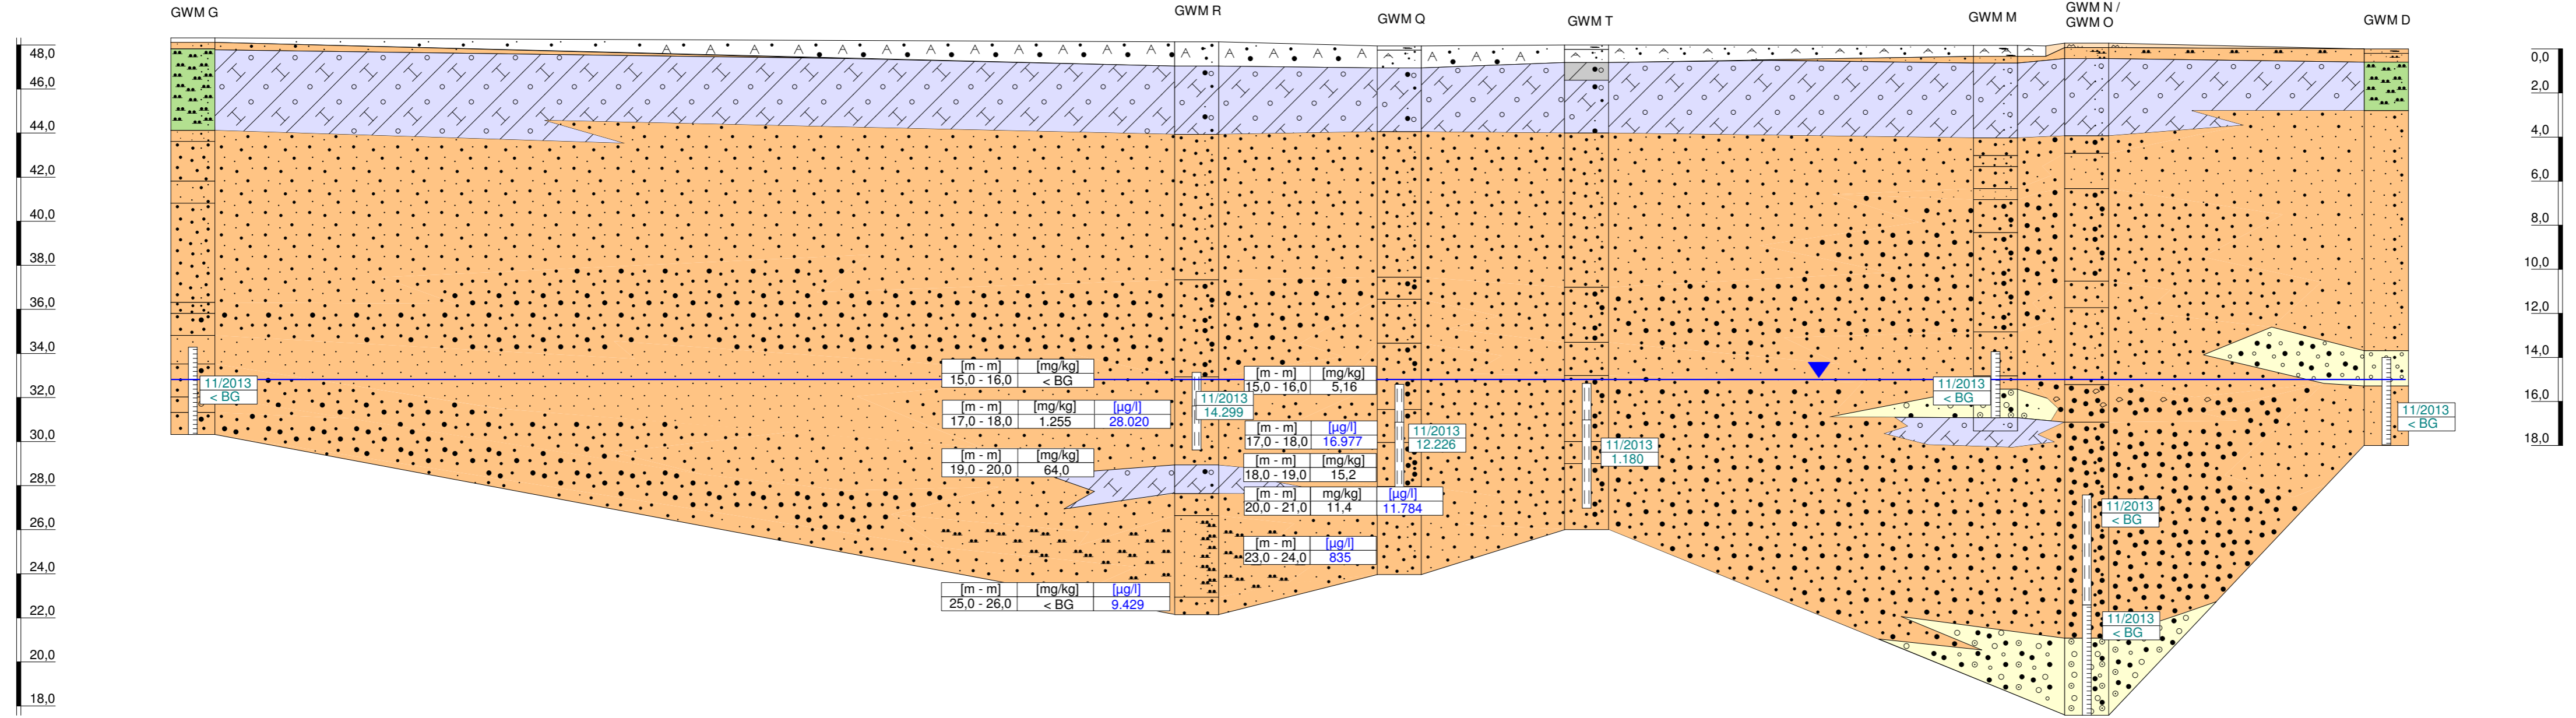 GWM G
GWM R
GWM Q
GWM T
GWM M
GWM N /
GWM O
GWM D
48,0
46,0
44,0
42,0
40,0
38,0
36,0
34,0
32,0
30,0
28,0
26,0
24,0
22,0
20,0
18,0
11/2013
< BG
[m - m] [mg/kg]
15,0 - 16,0 < BG
[m - m] [mg/kg] [µg/l]
17,0 - 18,0 1.255 28.020
[m - m] [mg/kg]
19,0 - 20,0 64,0
[m - m] [mg/kg] [µg/l]
25,0 - 26,0 < BG 9.429
11/2013
14.299
[m - m] [mg/kg]
15,0 - 16,0 5,16
[m - m] [µg/l]
17,0 - 18,0 16.977
[m - m] [mg/kg]
18,0 - 19,0 15,2
[m - m] mg/kg] [µg/l]
20,0 - 21,0 11,4 11.784
[m - m] [µg/l]
23,0 - 24,0 835
11/2013
12.226
11/2013
1.180
11/2013
< BG
11/2013
< BG
11/2013
< BG
11/2013
< BG
0,0
2,0
4,0
6,0
8,0
10,0
12,0
14,0
16,0
18,0